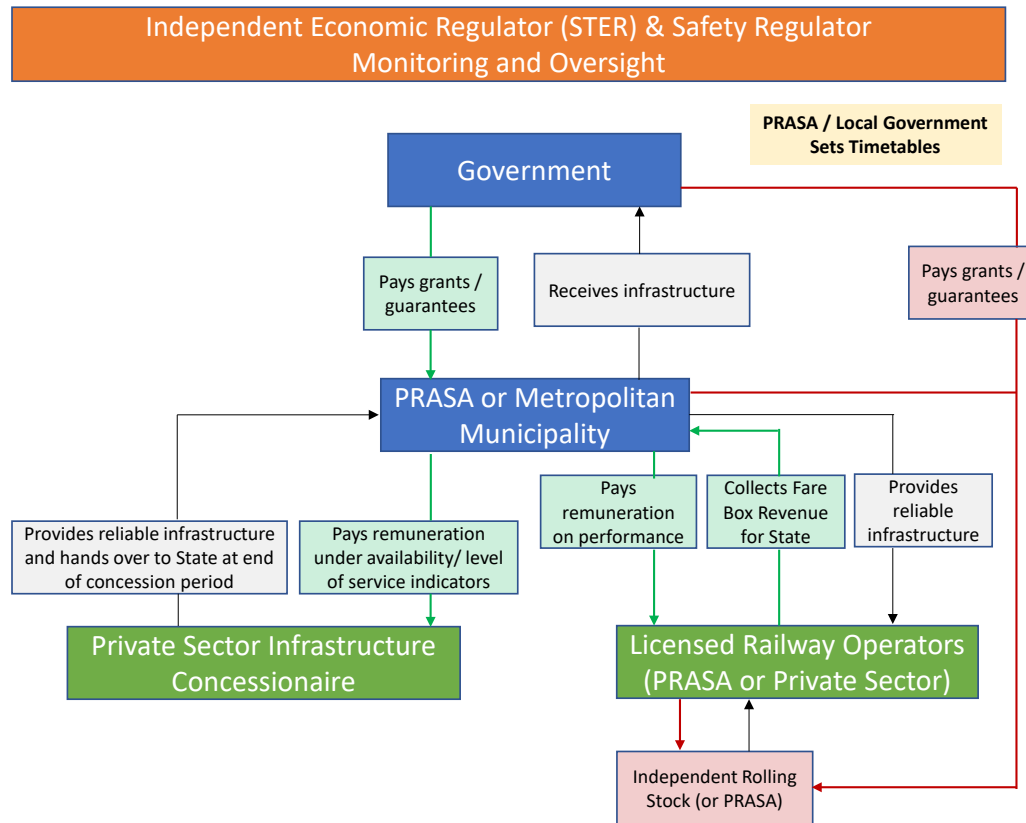 Independent Economic Regulator (STER) & Safety Regulator
Monitoring and Oversight
PRASA / Local Government
Sets Timetables
Government
Pays grants /
guarantees
Receives infrastructure
Pays grants /
guarantees
PRASA or Metropolitan
Municipality
Provides reliable infrastructure
and hands over to State at end
of concession period
Pays remuneration
under availability/ level
of service indicators
Pays
remuneration
on performance
Collects Fare
Box Revenue
for State
Provides
reliable
infrastructure
Private Sector Infrastructure
Concessionaire
Licensed Railway Operators
(PRASA or Private Sector)
Independent Rolling
Stock (or PRASA)